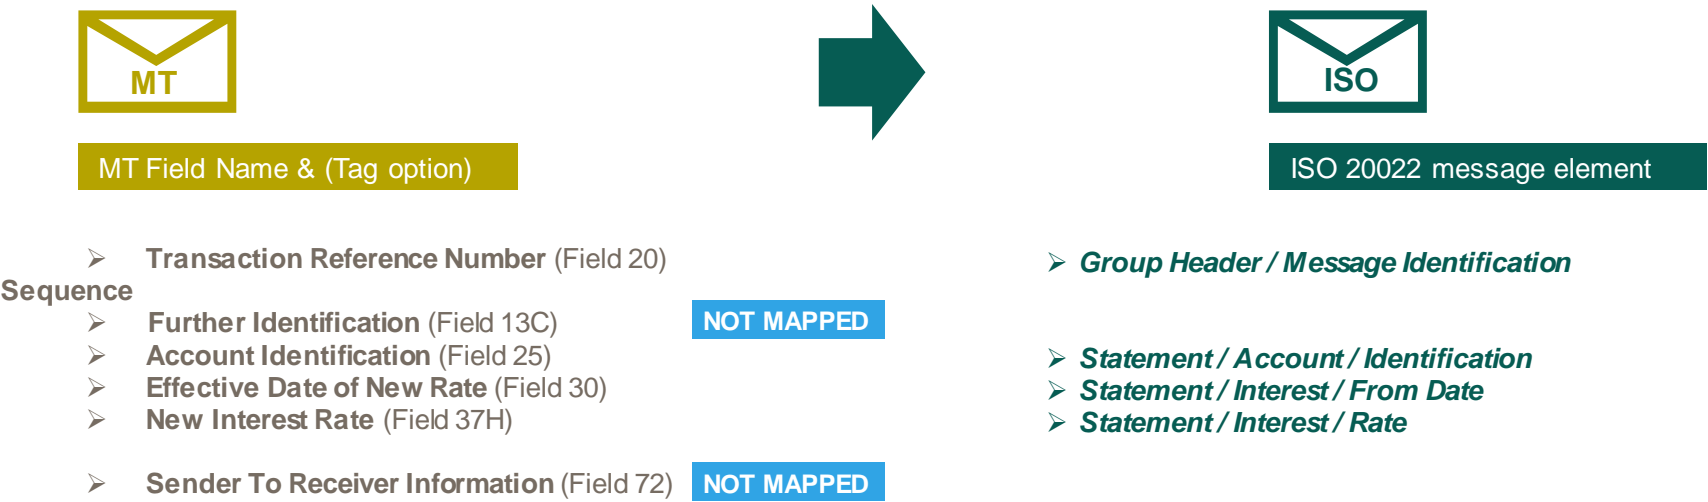 MT
ISO
MT Field Name & (Tag option)
ISO 20022 message element
➢ Transaction Reference Number (Field 20)
➢ Group Header / Message Identification
Sequence
➢ Further Identification (Field 13C)
NOT MAPPED
➢ Account Identification (Field 25)
➢ Statement / Account / Identification
➢ Effective Date of New Rate (Field 30)
➢ Statement / Interest / From Date
➢ New Interest Rate (Field 37H)
➢ Statement / Interest / Rate
➢ Sender To Receiver Information (Field 72)
NOT MAPPED